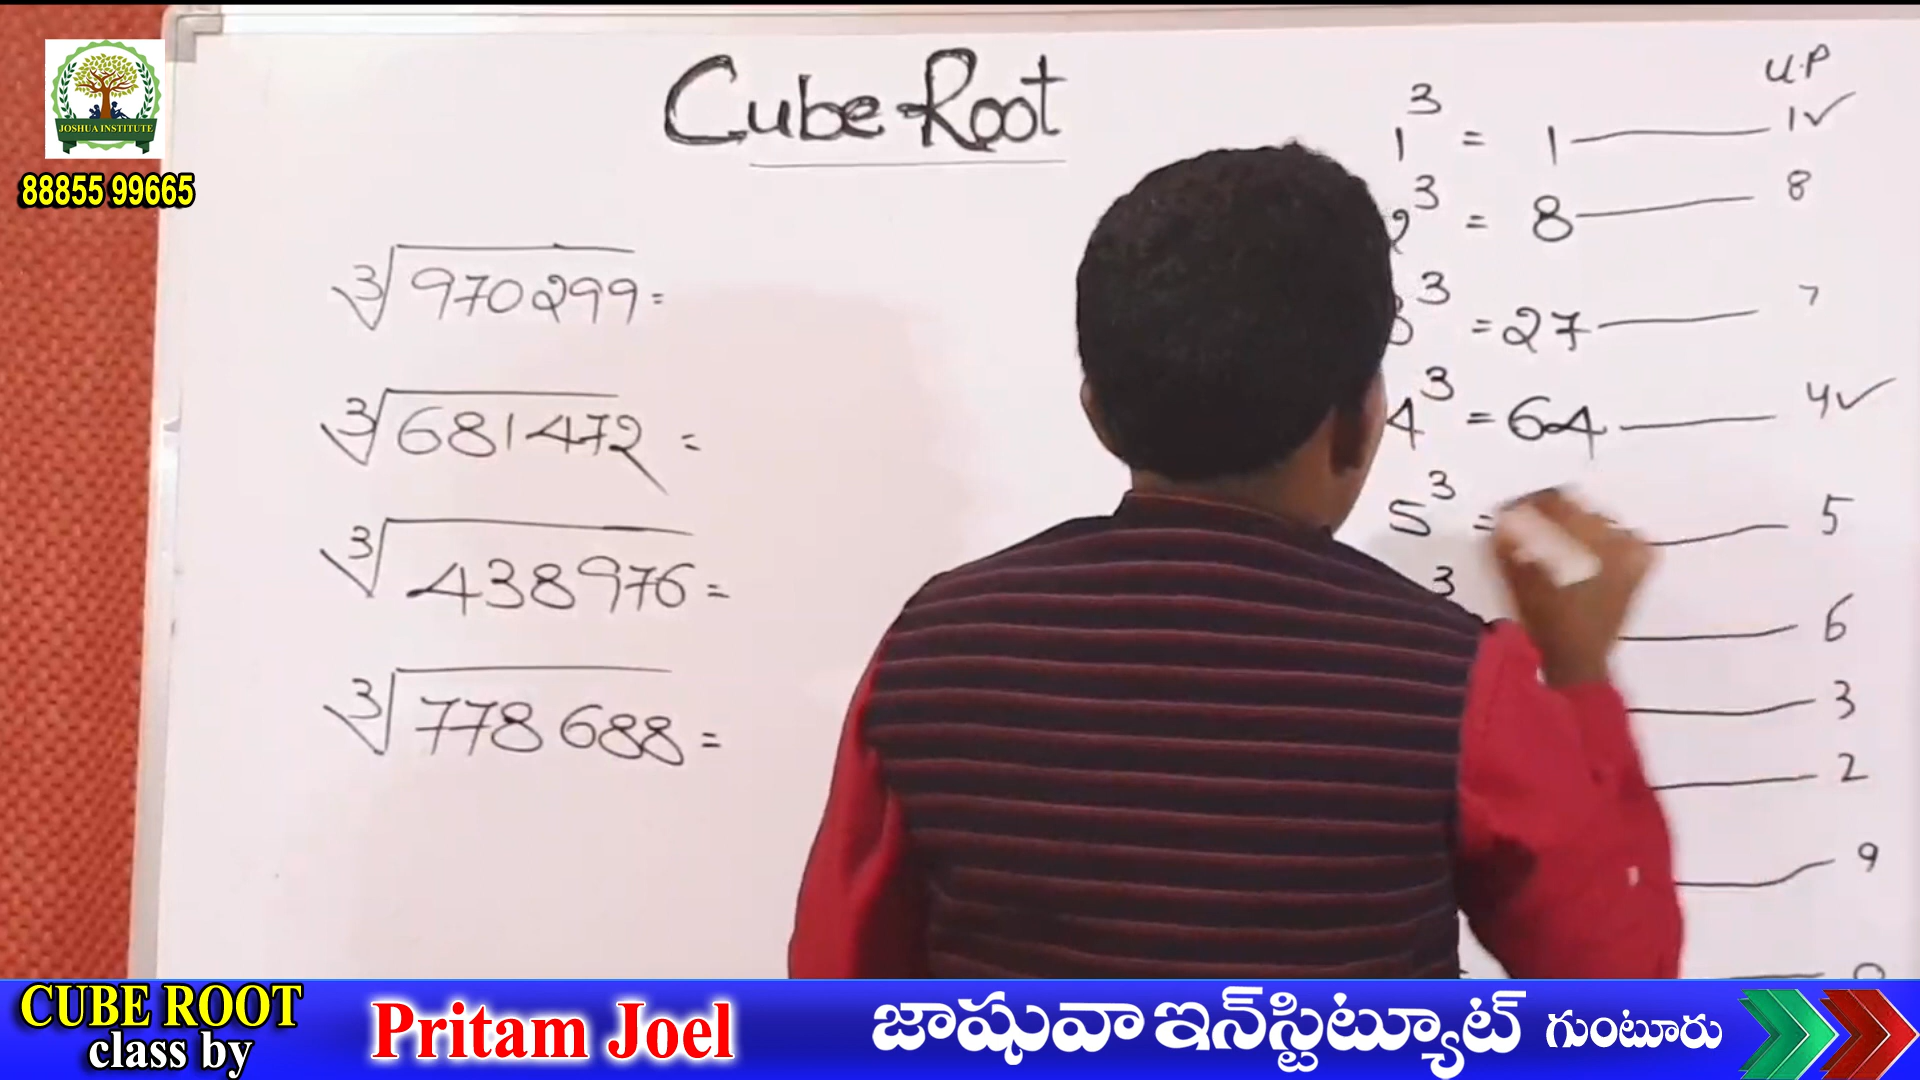 JOSHUA INSTITUTE
88855 99665
Cube Root
∛970299 =
∛681472 =
∛438976 =
∛778688 =
U.P
1³ = 1 1✓
2³ = 8 8
3³ = 27 7
4³ = 64 4✓
5³ = 5
3 6
3
2
9
CUBE ROOT
class by
Pritam Joel
జాషువా ఇన్‌స్టిట్యూట్ గుంటూరు